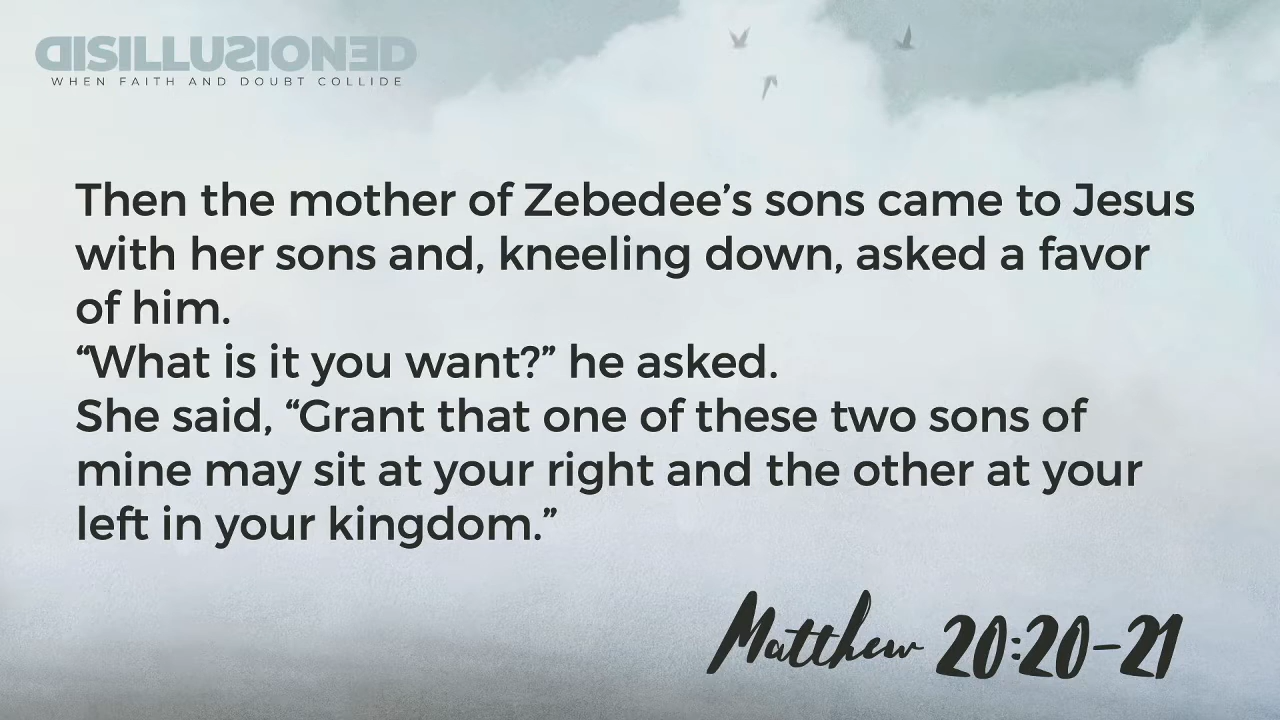 DISILLUSIONED
WHEN FAITH AND DOUBT COLLIDE
Then the mother of Zebedee’s sons came to Jesus
with her sons and, kneeling down, asked a favor
of him.
“What is it you want?” he asked.
She said, “Grant that one of these two sons of
mine may sit at your right and the other at your
left in your kingdom.”
Matthew 20:20-21